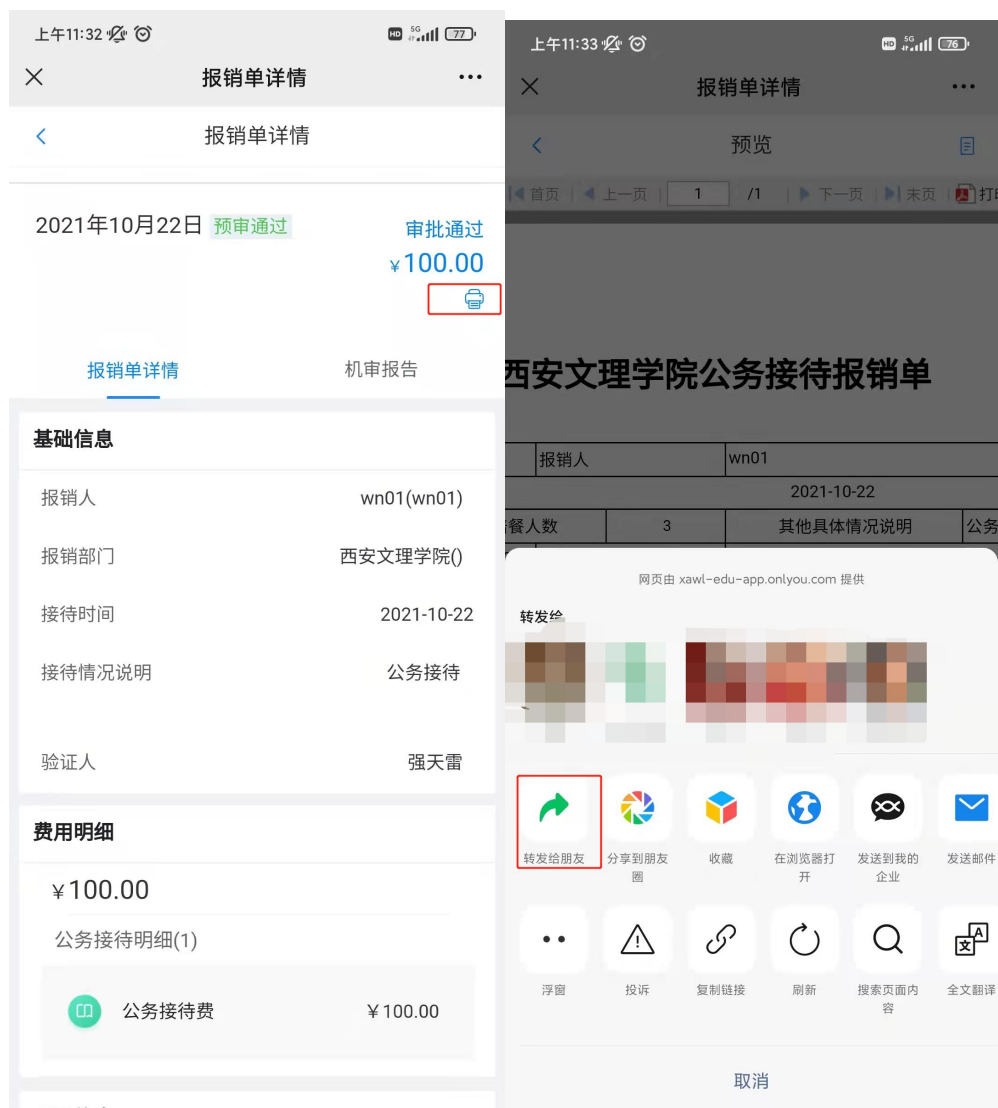 上午11:32
HD 5G 77
报销单详情
报销单详情
2021年10月22日 预审通过
审批通过
¥100.00
报销单详情 机审报告
基础信息
报销人 wn01(wn01)
报销部门 西安文理学院()
接待时间 2021-10-22
接待情况说明 公务接待
验证人 强天雷
费用明细
¥100.00
公务接待明细(1)
公务接待费 ¥100.00
上午11:33
HD 5G 76
报销单详情
预览
首页 上一页 1 /1 下一页 末页 打
西安文理学院公务接待报销单
报销人 wn01
2021-10-22
餐人数 3 其他具体情况说明 公务
网页由 xawl-edu-app.onlyou.com 提供
转发给
转发给朋友 分享到朋友圈 收藏 在浏览器打开 发送到我的企业 发送邮件
浮窗 投诉 复制链接 刷新 搜索页面内容 全文翻译
取消